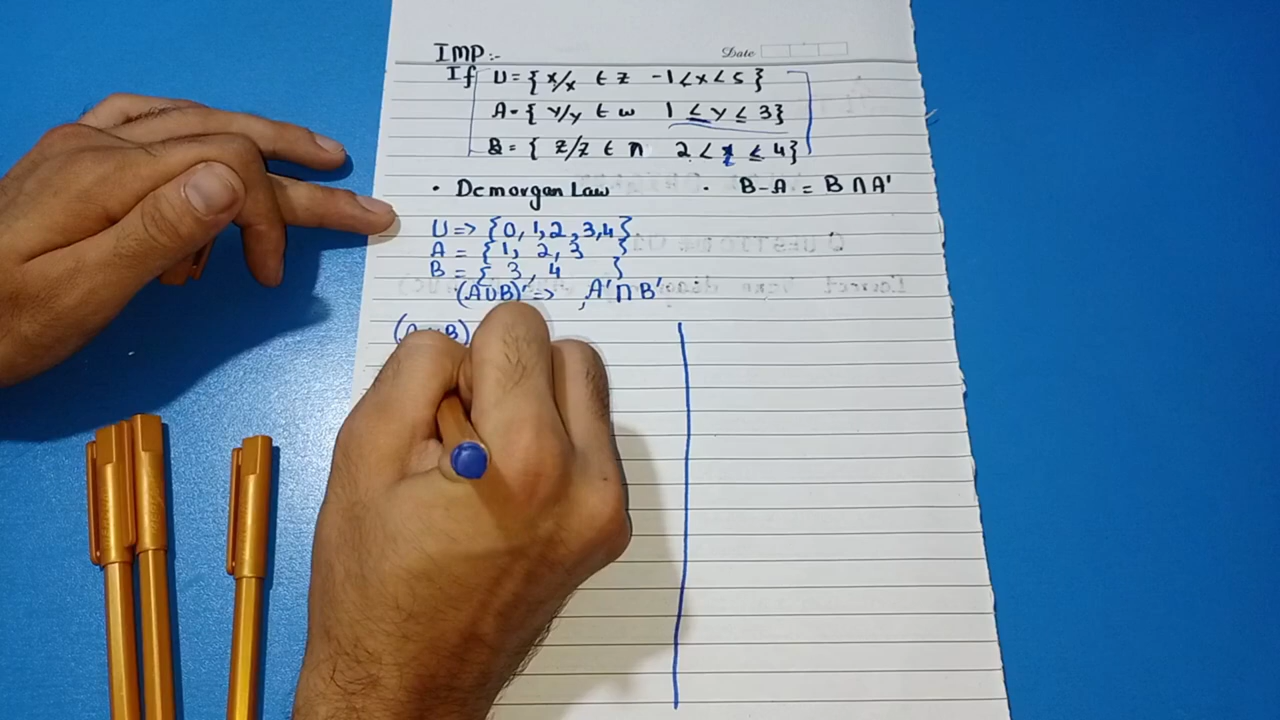 IMP:-
Date
If U = { x/x ∈ z -1 < x < 5 }
A = { y/y ∈ w 1 ≤ y ≤ 3}
B = { z/z ∈ n 2 < z ≤ 4}
· Demorgan Law · B-A = B ∩ A'
U => {0, 1, 2, 3, 4}
A = {1, 2, 3 }
B = { 3, 4 }
(A∪B)' => , A' ∩ B'